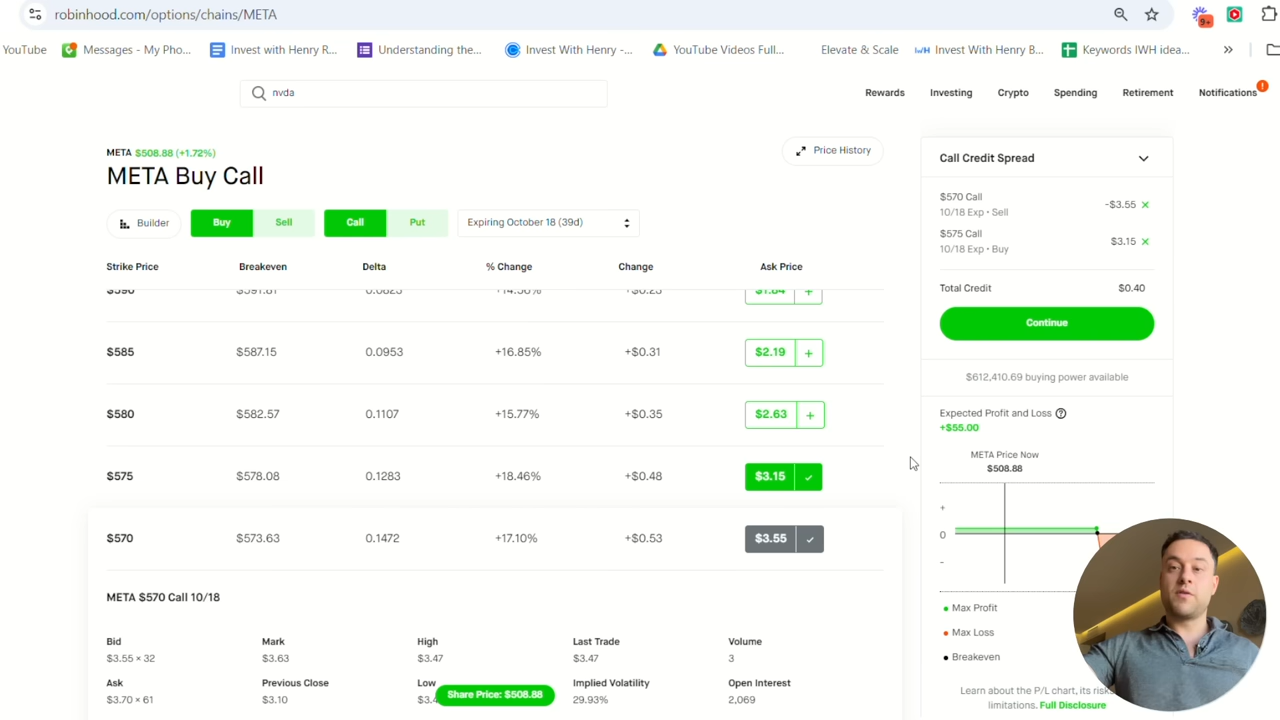 robinhood.com/options/chains/META
9+
YouTube
Messages - My Pho...
Invest with Henry R...
Understanding the...
Invest With Henry -...
YouTube Videos Full...
Elevate & Scale
IWH Invest With Henry B...
Keywords IWH idea...
nvda
Rewards
Investing
Crypto
Spending
Retirement
Notifications
META $508.88 (+1.72%)
META Buy Call
Price History
Builder
Buy
Sell
Call
Put
Expiring October 18 (39d)
Strike Price
Breakeven
Delta
% Change
Change
Ask Price
$585
$587.15
0.0953
+16.85%
+$0.31
$2.19 +
$580
$582.57
0.1107
+15.77%
+$0.35
$2.63 +
$575
$578.08
0.1283
+18.46%
+$0.48
$3.15
$570
$573.63
0.1472
+17.10%
+$0.53
$3.55
META $570 Call 10/18
Bid
Mark
High
Last Trade
Volume
$3.55 × 32
$3.63
$3.47
$3.47
3
Ask
Previous Close
Low
Implied Volatility
Open Interest
$3.70 × 61
$3.10
29.93%
2,069
Share Price: $508.88
Call Credit Spread
$570 Call
10/18 Exp • Sell
-$3.55 ×
$575 Call
10/18 Exp • Buy
$3.15 ×
Total Credit
$0.40
Continue
$612,410.69 buying power available
Expected Profit and Loss
+$55.00
META Price Now
$508.88
+
0
-
Max Profit
Max Loss
Breakeven
Learn about the P/L chart, its risks
limitations. Full Disclosure